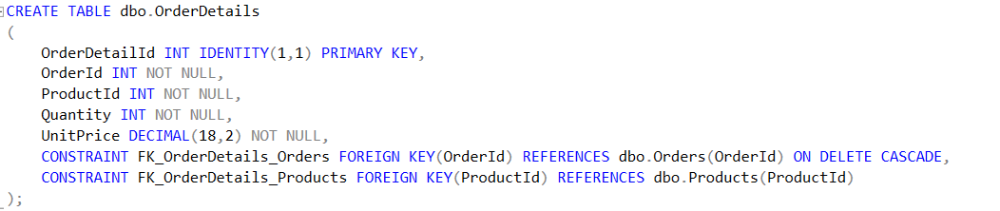 CREATE TABLE dbo.OrderDetails
(
OrderDetailId INT IDENTITY(1,1) PRIMARY KEY,
OrderId INT NOT NULL,
ProductId INT NOT NULL,
Quantity INT NOT NULL,
UnitPrice DECIMAL(18,2) NOT NULL,
CONSTRAINT FK_OrderDetails_Orders FOREIGN KEY(OrderId) REFERENCES dbo.Orders(OrderId) ON DELETE CASCADE,
CONSTRAINT FK_OrderDetails_Products FOREIGN KEY(ProductId) REFERENCES dbo.Products(ProductId)
);